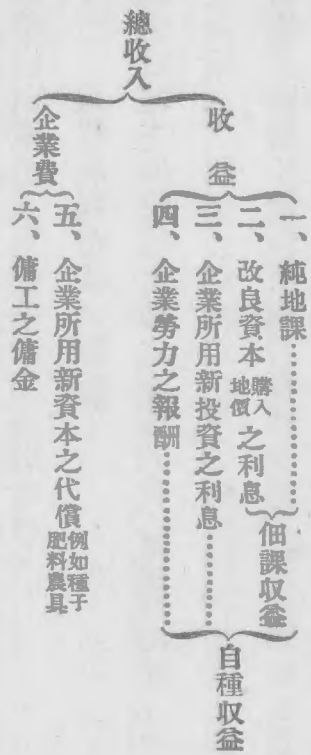 總收入
收益
一、純地課
二、改良資本購入地價之利息
三、企業所用新投資之利息
四、企業勞力之報酬
佃課收益
自種收益
企業費
五、企業所用新資本之代償例如種子肥料農具
六、傭工之傭金